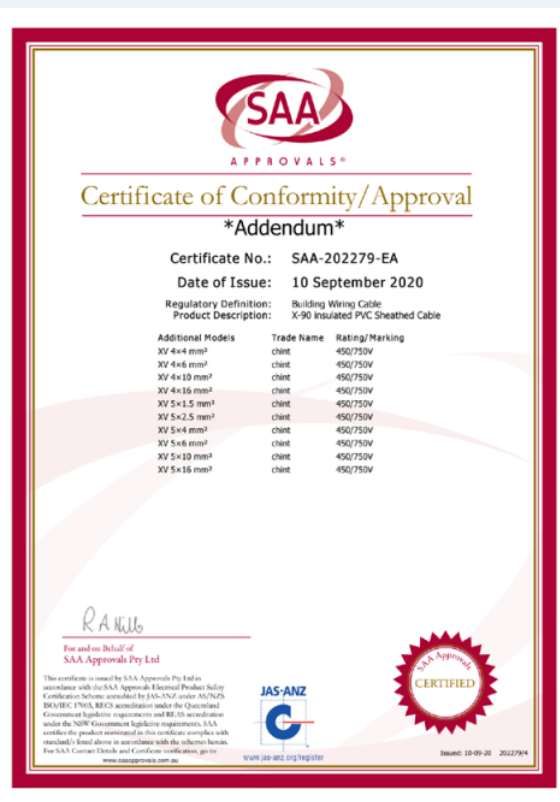 SAA
APPROVALS®
Certificate of Conformity/Approval
*Addendum*
Certificate No.: SAA-202279-EA
Date of Issue: 10 September 2020
Regulatory Definition: Building Wiring Cable
Product Description: X-90 insulated PVC Sheathed Cable
Additional Models Trade Name Rating/Marking
XV 4×4 mm² chint 450/750V
XV 4×6 mm² chint 450/750V
XV 4×10 mm² chint 450/750V
XV 4×16 mm² chint 450/750V
XV 5×1.5 mm² chint 450/750V
XV 5×2.5 mm² chint 450/750V
XV 5×4 mm² chint 450/750V
XV 5×6 mm² chint 450/750V
XV 5×10 mm² chint 450/750V
XV 5×16 mm² chint 450/750V
For and on Behalf of
SAA Approvals Pty Ltd
This certificate is issued by SAA Approvals Pty Ltd in
accordance with the SAA Approvals Electrical Product Safety
Certification Scheme accredited by JAS-ANZ under AS/NZS
ISO/IEC 17065, RECS accreditation under the Queensland
Government legislative requirements and REAS accreditation
under the NSW Government legislative requirements. SAA
certifies the product nominated in this certificate complies with
standard/s listed above in accordance with the schemes herein.
For SAA Contact Details and Certificate verification, go to:
www.saaapprovals.com.au
JAS-ANZ
www.jas-anz.org/register
SAA Approvals
CERTIFIED
Issued: 10-09-20 202279/4